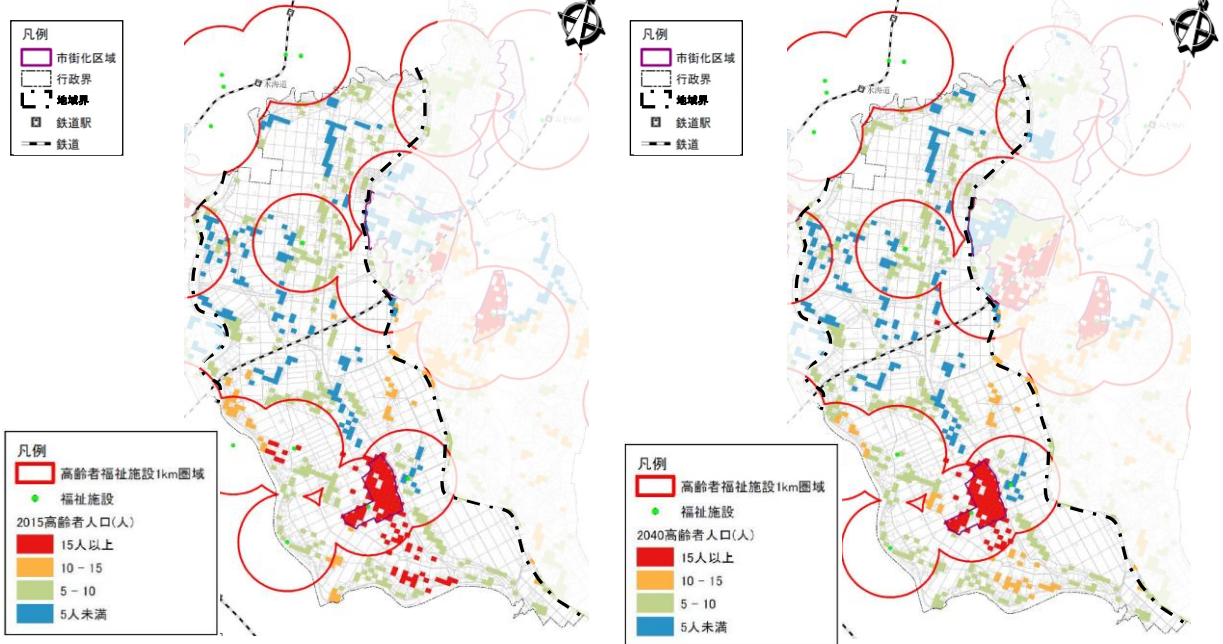 凡例
市街化区域
行政界
地域界
鉄道駅
鉄道
水海道
凡例
高齢者福祉施設1km圏域
福祉施設
2015高齢者人口(人)
15人以上
10 - 15
5 - 10
5人未満
凡例
市街化区域
行政界
地域界
鉄道駅
鉄道
水海道
凡例
高齢者福祉施設1km圏域
福祉施設
2040高齢者人口(人)
15人以上
10 - 15
5 - 10
5人未満